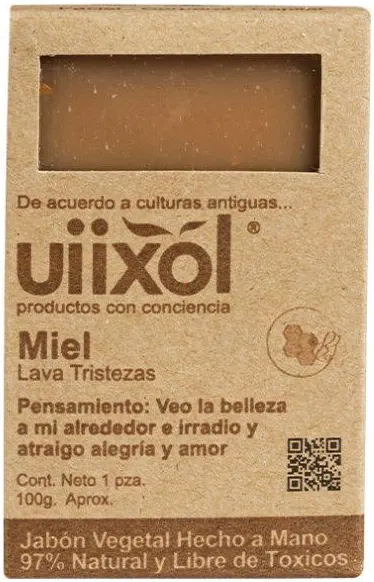 De acuerdo a culturas antiguas...
uiixol ®
productos con conciencia
Miel
Lava Tristezas
Pensamiento: Veo la belleza
a mi alrededor e irradio y
atraigo alegría y amor
Cont. Neto 1 pza.
100g. Aprox.
Jabón Vegetal Hecho a Mano
97% Natural y Libre de Toxicos